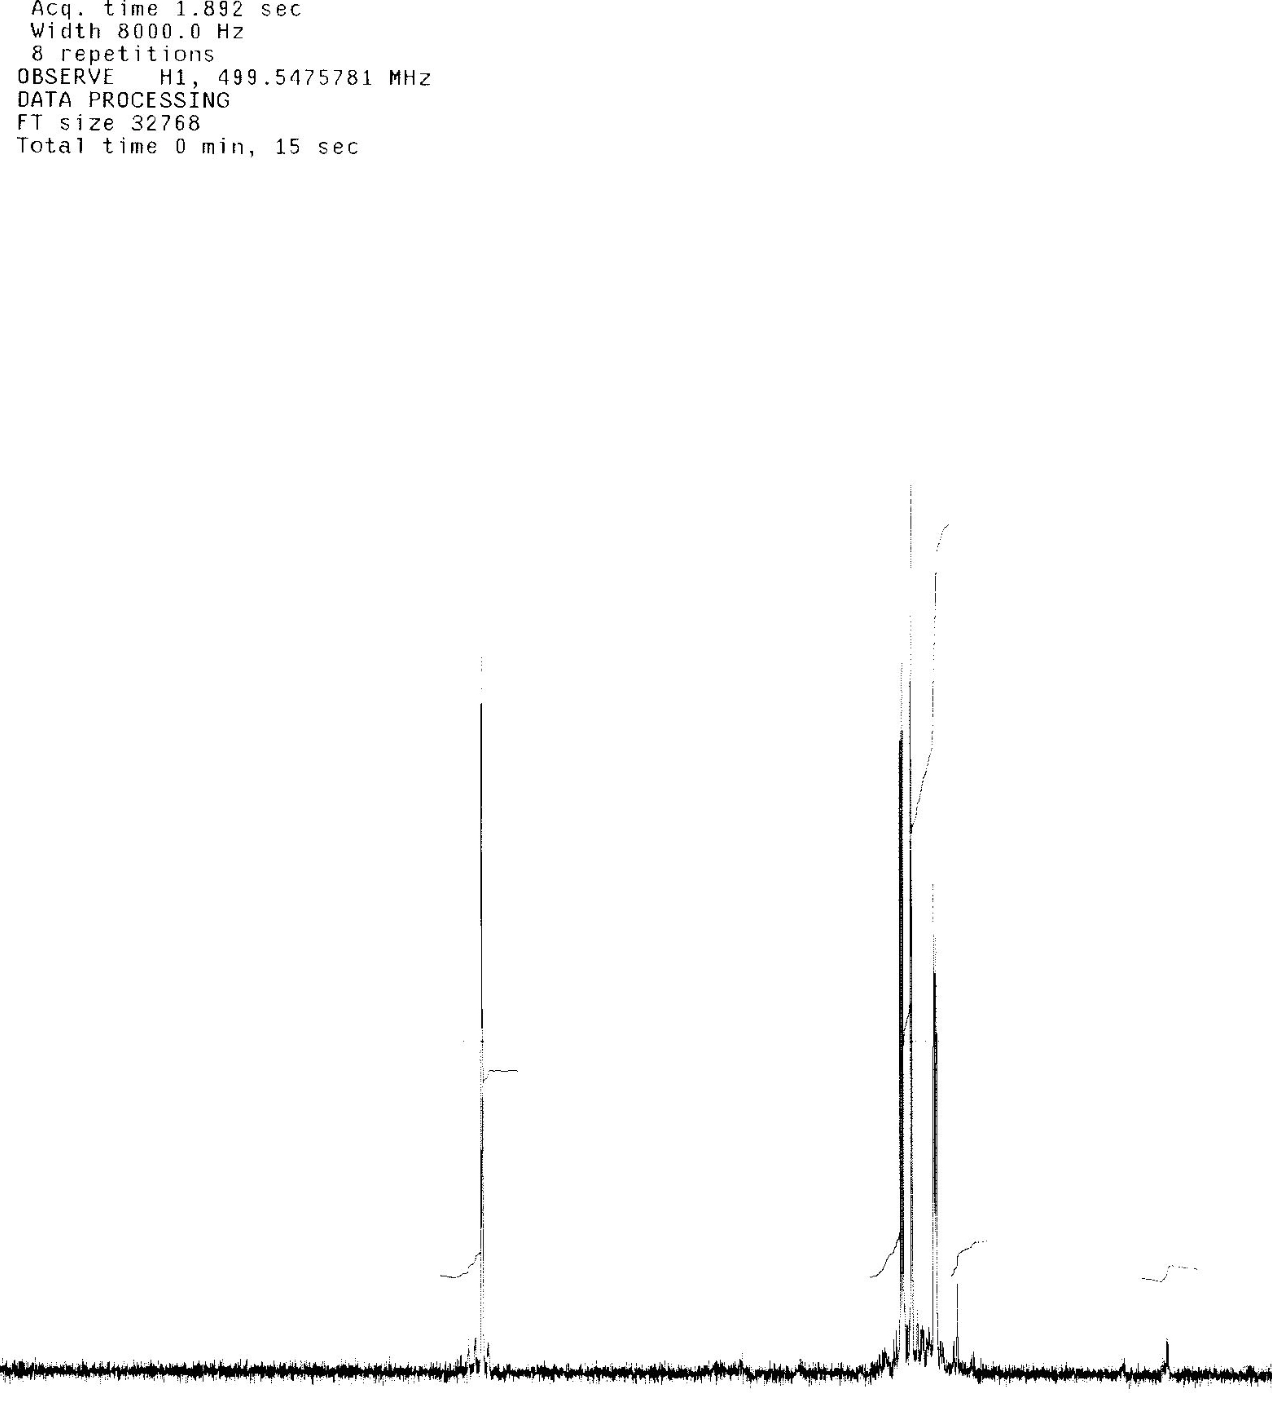 Acq. time 1.892 sec
Width 8000.0 Hz
8 repetitions
OBSERVE H1, 499.5475781 MHz
DATA PROCESSING
FT size 32768
Total time 0 min, 15 sec